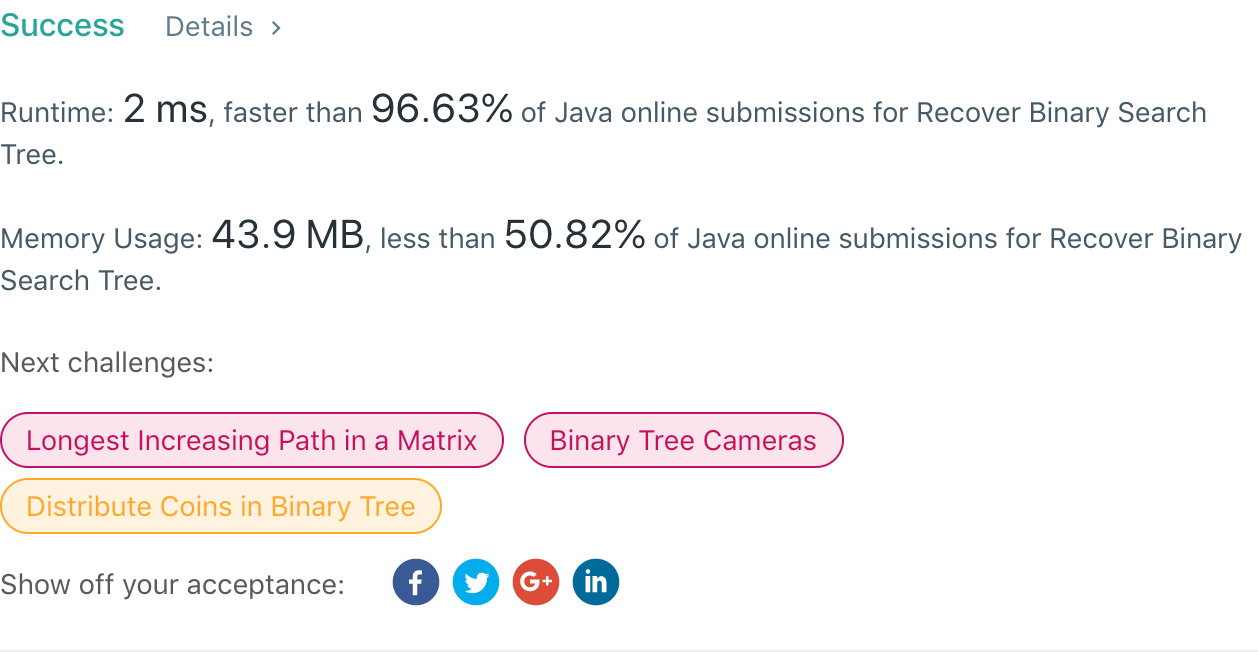 Success Details >
Runtime: 2 ms, faster than 96.63% of Java online submissions for Recover Binary Search
Tree.
Memory Usage: 43.9 MB, less than 50.82% of Java online submissions for Recover Binary
Search Tree.
Next challenges:
Longest Increasing Path in a Matrix Binary Tree Cameras
Distribute Coins in Binary Tree
Show off your acceptance: f G+ in